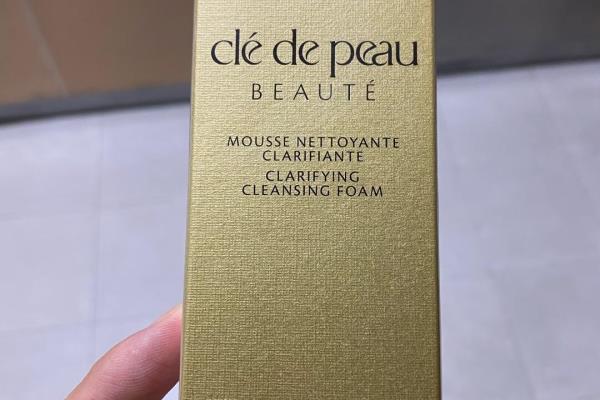 clé de peau
BEAUTÉ
MOUSSE NETTOYANTE
CLARIFIANTE
CLARIFYING
CLEANSING FOAM